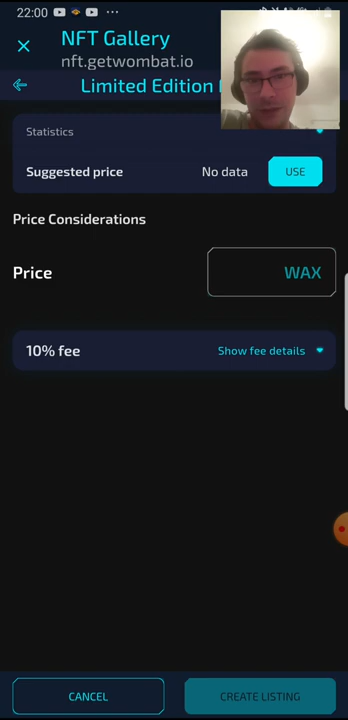 22:00
NFT Gallery
nft.getwombat.io
Limited Edition
Statistics
Suggested price No data USE
Price Considerations
Price WAX
10% fee Show fee details
CANCEL CREATE LISTING